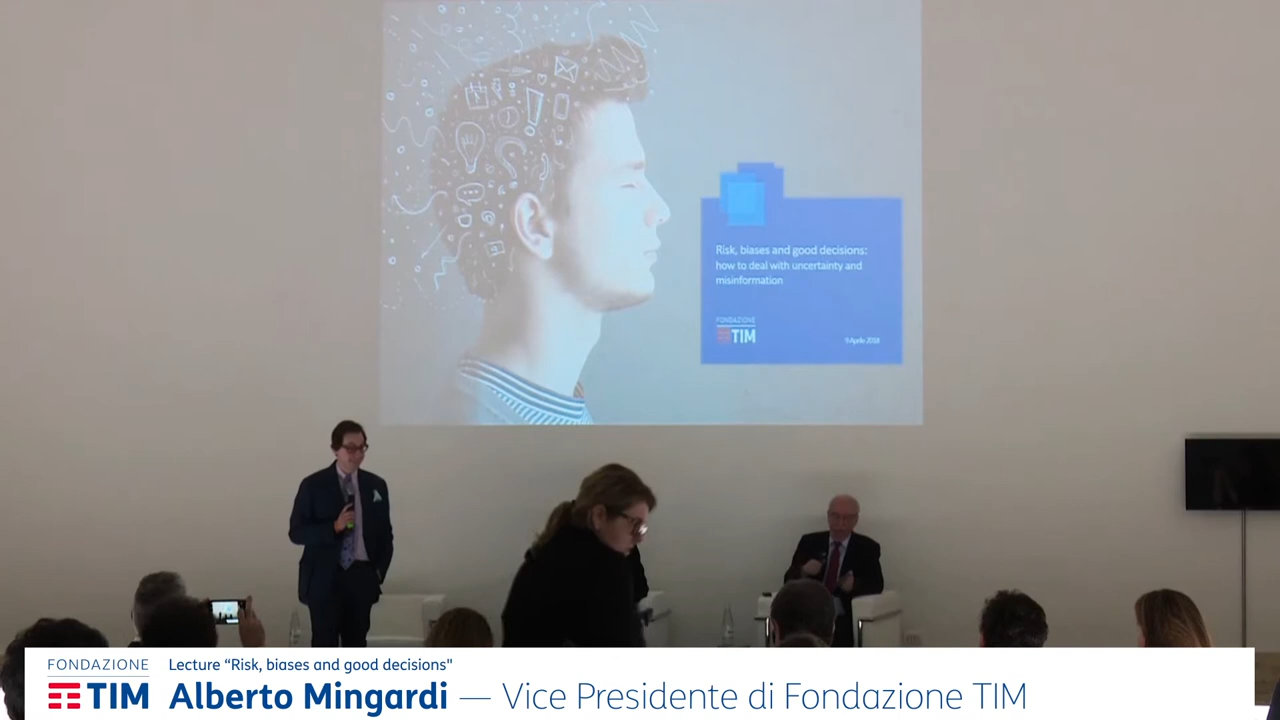 Risk, biases and good decisions:
how to deal with uncertainty and
misinformation
FONDAZIONE
TIM
9 Aprile 2018
FONDAZIONE
TIM
Lecture “Risk, biases and good decisions"
Alberto Mingardi — Vice Presidente di Fondazione TIM